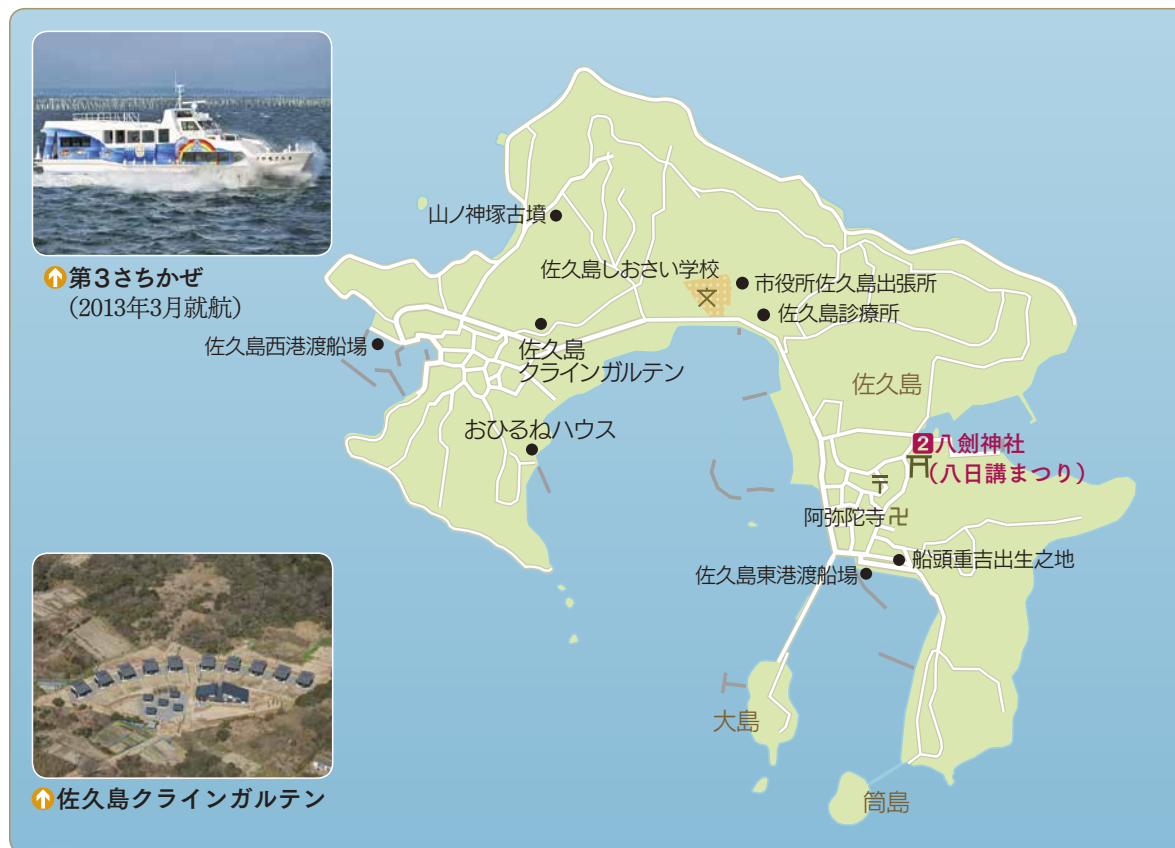 第3さちかぜ
（2013年3月就航）
山ノ神塚古墳
佐久島しおさい学校
市役所佐久島出張所
佐久島診療所
佐久島西港渡船場
佐久島
クラインガルテン
佐久島
おひるねハウス
2八劍神社
（八日講まつり）
阿弥陀寺卍
船頭重吉出生之地
佐久島東港渡船場
大島
筒島
佐久島クラインガルテン